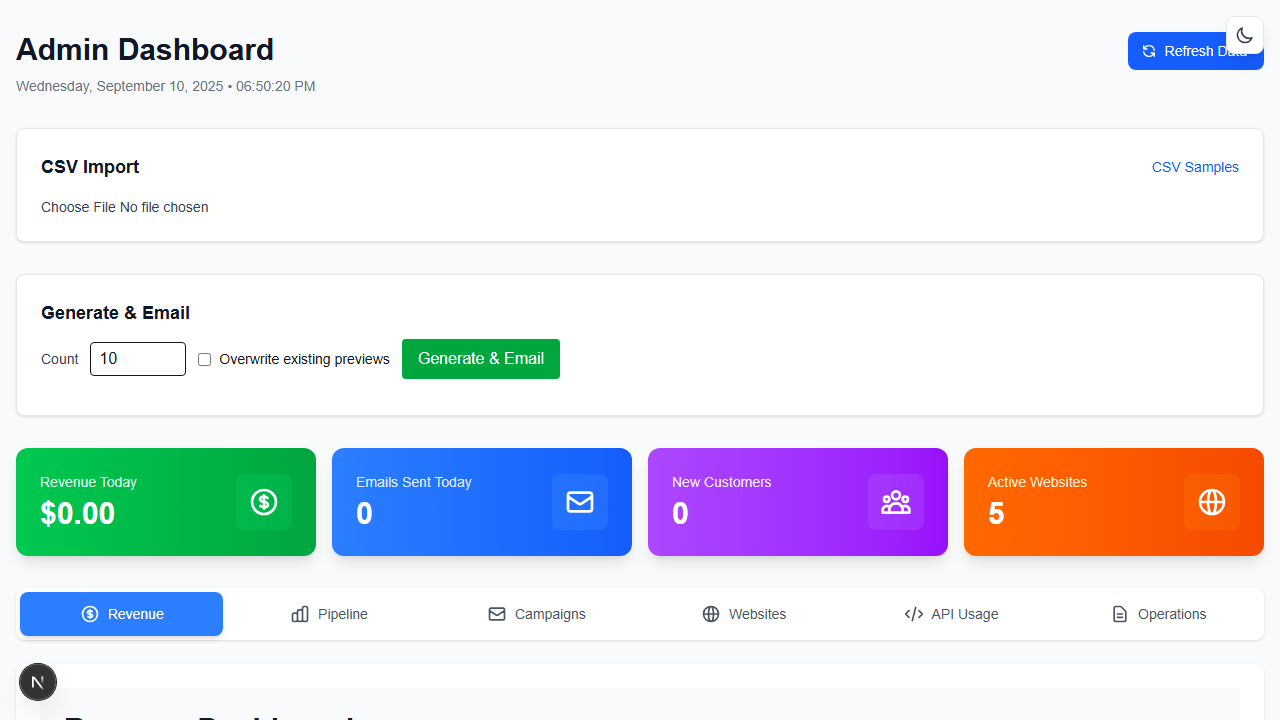 Admin Dashboard
Wednesday, September 10, 2025 • 06:50:20 PM
Refresh
CSV Import
CSV Samples
Choose File No file chosen
Generate & Email
Count 10 Overwrite existing previews Generate & Email
Revenue Today
$0.00
Emails Sent Today
0
New Customers
0
Active Websites
5
Revenue Pipeline Campaigns Websites API Usage Operations
N